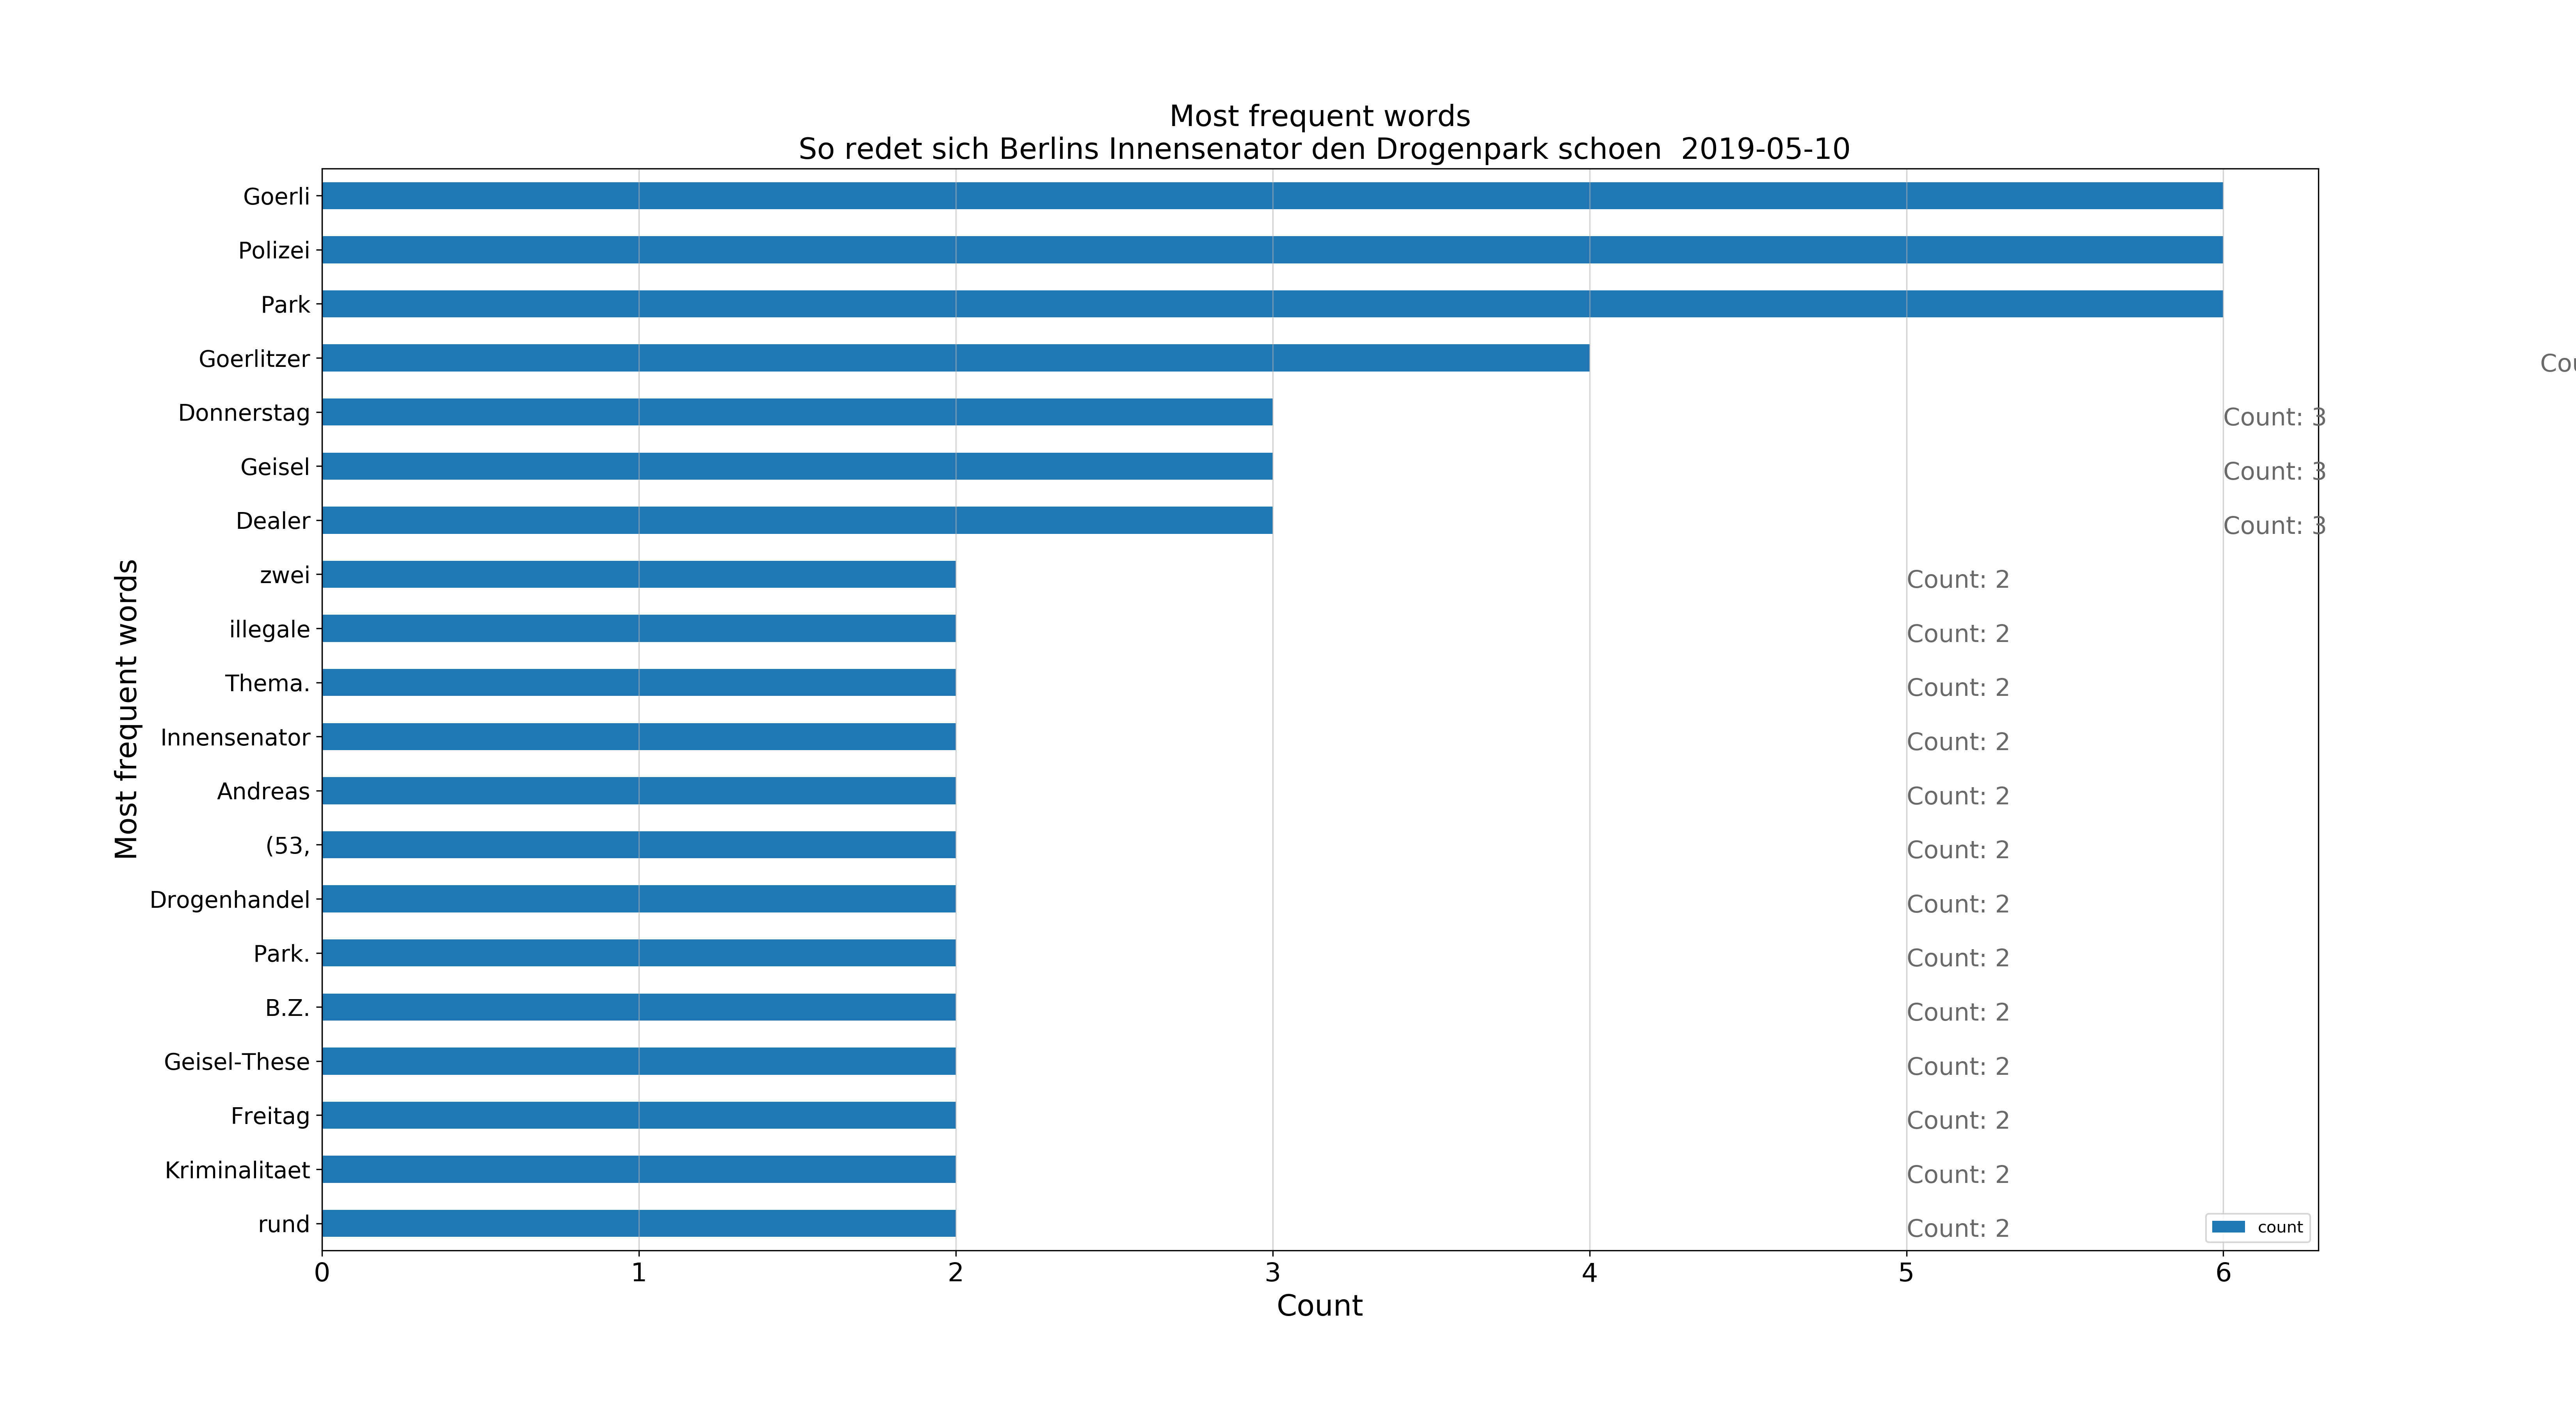 Most frequent words
So redet sich Berlins Innensenator den Drogenpark schoen 2019-05-10
Most frequent words
Goerli
Polizei
Park
Goerlitzer
Donnerstag Count: 3
Geisel Count: 3
Dealer Count: 3
zwei Count: 2
illegale Count: 2
Thema. Count: 2
Innensenator Count: 2
Andreas Count: 2
(53, Count: 2
Drogenhandel Count: 2
Park. Count: 2
B.Z. Count: 2
Geisel-These Count: 2
Freitag Count: 2
Kriminalitaet Count: 2
rund Count: 2
count
0 1 2 3 4 5 6
Count